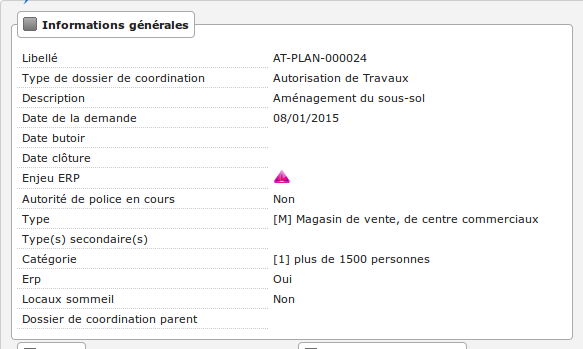 Informations générales
Libellé AT-PLAN-000024
Type de dossier de coordination Autorisation de Travaux
Description Aménagement du sous-sol
Date de la demande 08/01/2015
Date butoir
Date clôture
Enjeu ERP
Autorité de police en cours Non
Type [M] Magasin de vente, de centre commerciaux
Type(s) secondaire(s)
Catégorie [1] plus de 1500 personnes
Erp Oui
Locaux sommeil Non
Dossier de coordination parent